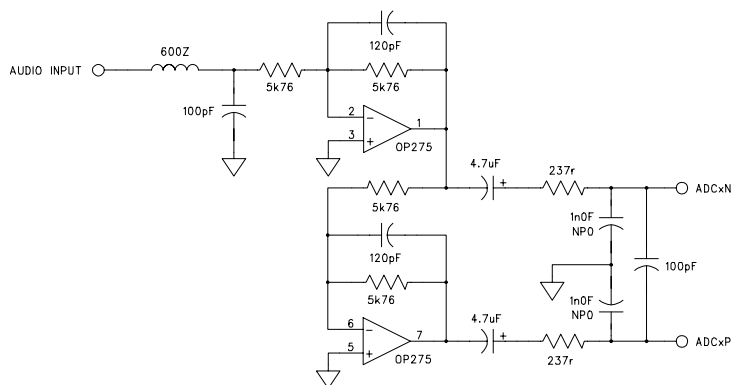 600Z
120pF
AUDIO INPUT
5k76
5k76
100pF
2
−
1
3
+
OP275
4.7uF
+
237r
ADCxN
5k76
1n0F
NPO
120pF
100pF
5k76
1n0F
NPO
6
−
7
4.7uF
+
5
+
OP275
237r
ADCxP